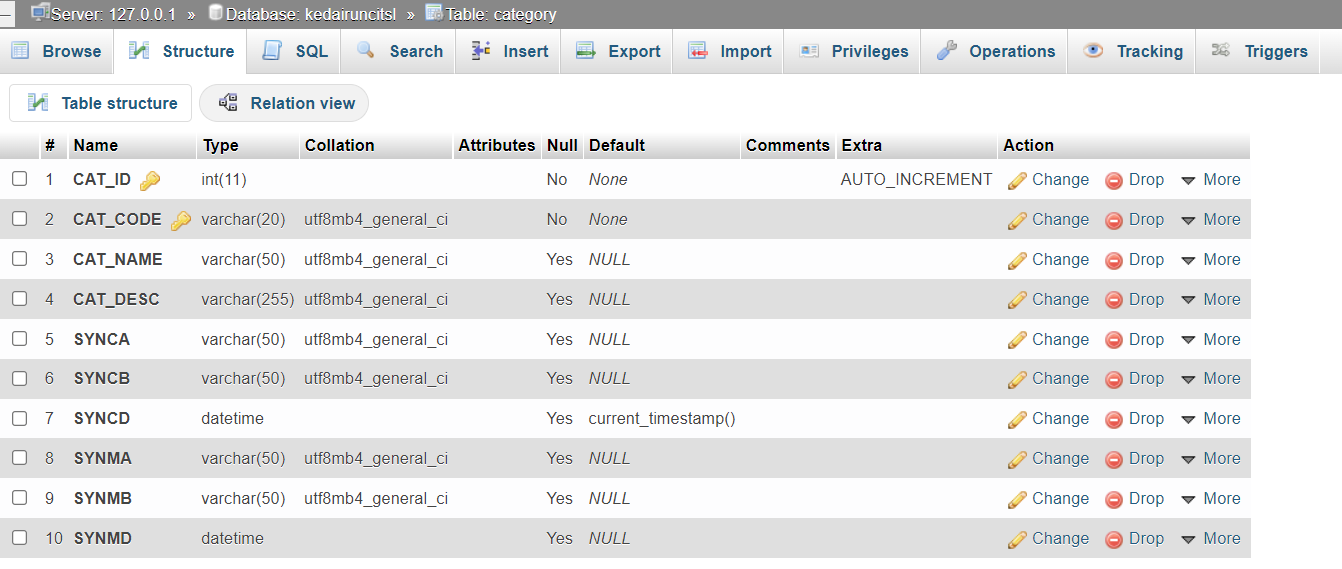 Server: 127.0.0.1 » Database: kedairuncitsl » Table: category
Browse Structure SQL Search Insert Export Import Privileges Operations Tracking Triggers
Table structure Relation view
# Name Type Collation Attributes Null Default Comments Extra Action
1 CAT_ID int(11) No None AUTO_INCREMENT Change Drop More
2 CAT_CODE varchar(20) utf8mb4_general_ci No None Change Drop More
3 CAT_NAME varchar(50) utf8mb4_general_ci Yes NULL Change Drop More
4 CAT_DESC varchar(255) utf8mb4_general_ci Yes NULL Change Drop More
5 SYNCA varchar(50) utf8mb4_general_ci Yes NULL Change Drop More
6 SYNCB varchar(50) utf8mb4_general_ci Yes NULL Change Drop More
7 SYNCD datetime Yes current_timestamp() Change Drop More
8 SYNMA varchar(50) utf8mb4_general_ci Yes NULL Change Drop More
9 SYNMB varchar(50) utf8mb4_general_ci Yes NULL Change Drop More
10 SYNMD datetime Yes NULL Change Drop More